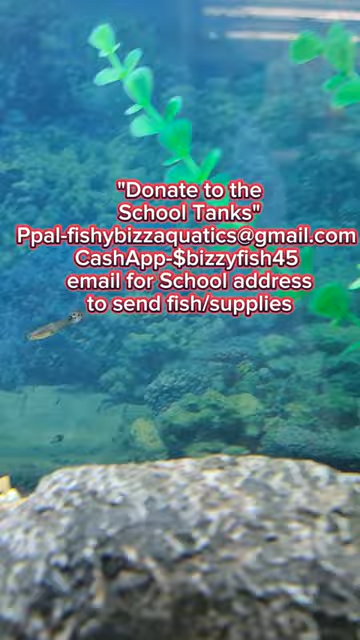 "Donate to the
School Tanks"
Ppal-fishybizzaquatics@gmail.com
CashApp-$bizzyfish45
email for School address
to send fish/supplies